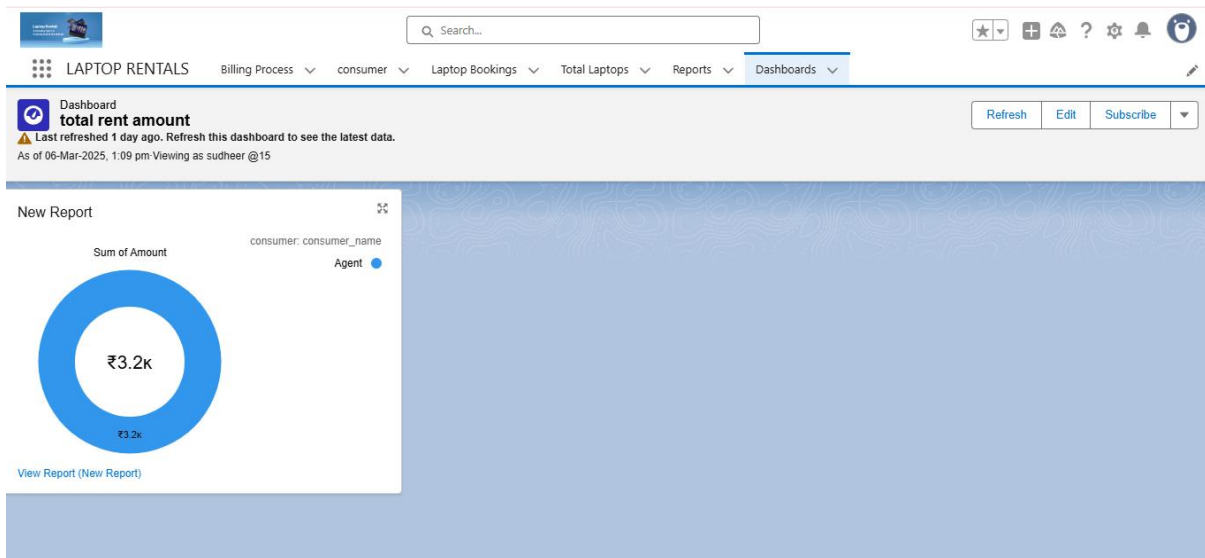 Search...
LAPTOP RENTALS Billing Process consumer Laptop Bookings Total Laptops Reports Dashboards
Dashboard
total rent amount
Last refreshed 1 day ago. Refresh this dashboard to see the latest data.
As of 06-Mar-2025, 1:09 pm·Viewing as sudheer @15
Refresh Edit Subscribe
New Report
consumer: consumer_name
Sum of Amount
Agent
₹3.2K
₹3.2K
View Report (New Report)